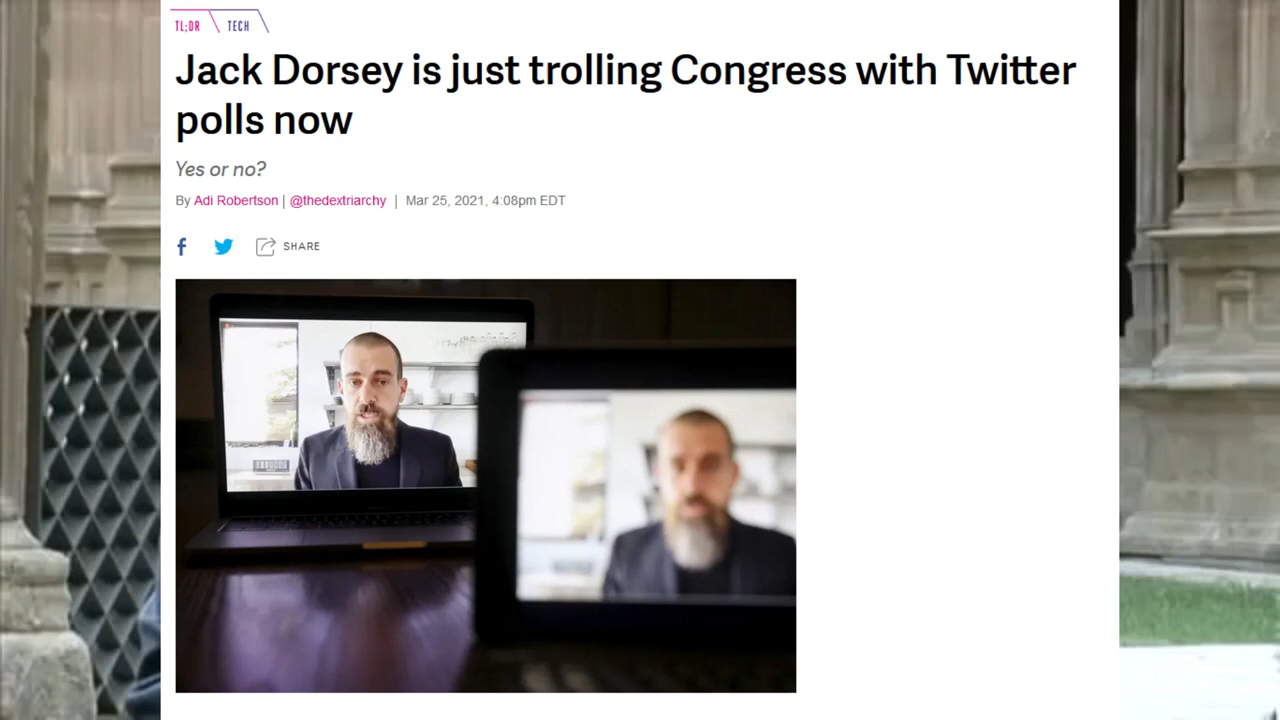 TL;DR TECH
Jack Dorsey is just trolling Congress with Twitter
polls now
Yes or no?
By Adi Robertson | @thedextriarchy | Mar 25, 2021, 4:08pm EDT
SHARE